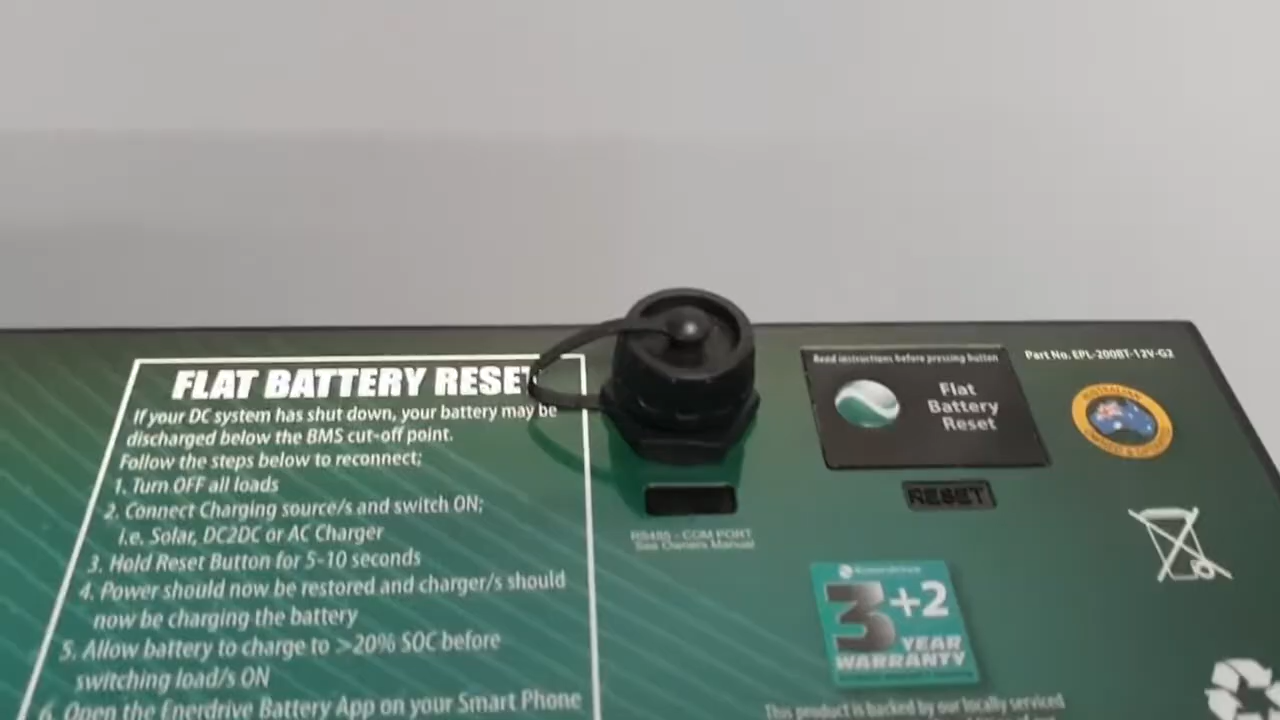 FLAT BATTERY RESET
If your DC system has shut down, your battery may be
discharged below the BMS cut-off point.
Follow the steps below to reconnect;
1. Turn OFF all loads
2. Connect Charging source/s and switch ON;
i.e. Solar, DC2DC or AC Charger
3. Hold Reset Button for 5-10 seconds
4. Power should now be restored and charger/s should
now be charging the battery
5. Allow battery to charge to >20% SOC before
switching load/s ON
6. Open the Enerdrive Battery App on your Smart Phone
RS485 - COM PORT
See Owners Manual
Read instructions before pressing button
Flat
Battery
Reset
RESET
Part No. EPL-200BT-12V-G2
AUSTRALIAN
3+2
YEAR
WARRANTY
This product is backed by our locally serviced